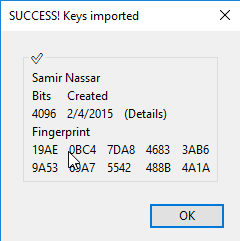 SUCCESS! Keys imported
Samir Nassar
Bits Created
4096 2/4/2015 (Details)
Fingerprint
19AE 0BC4 7DA8 4683 3AB6
9A53 69A7 5542 488B 4A1A
OK